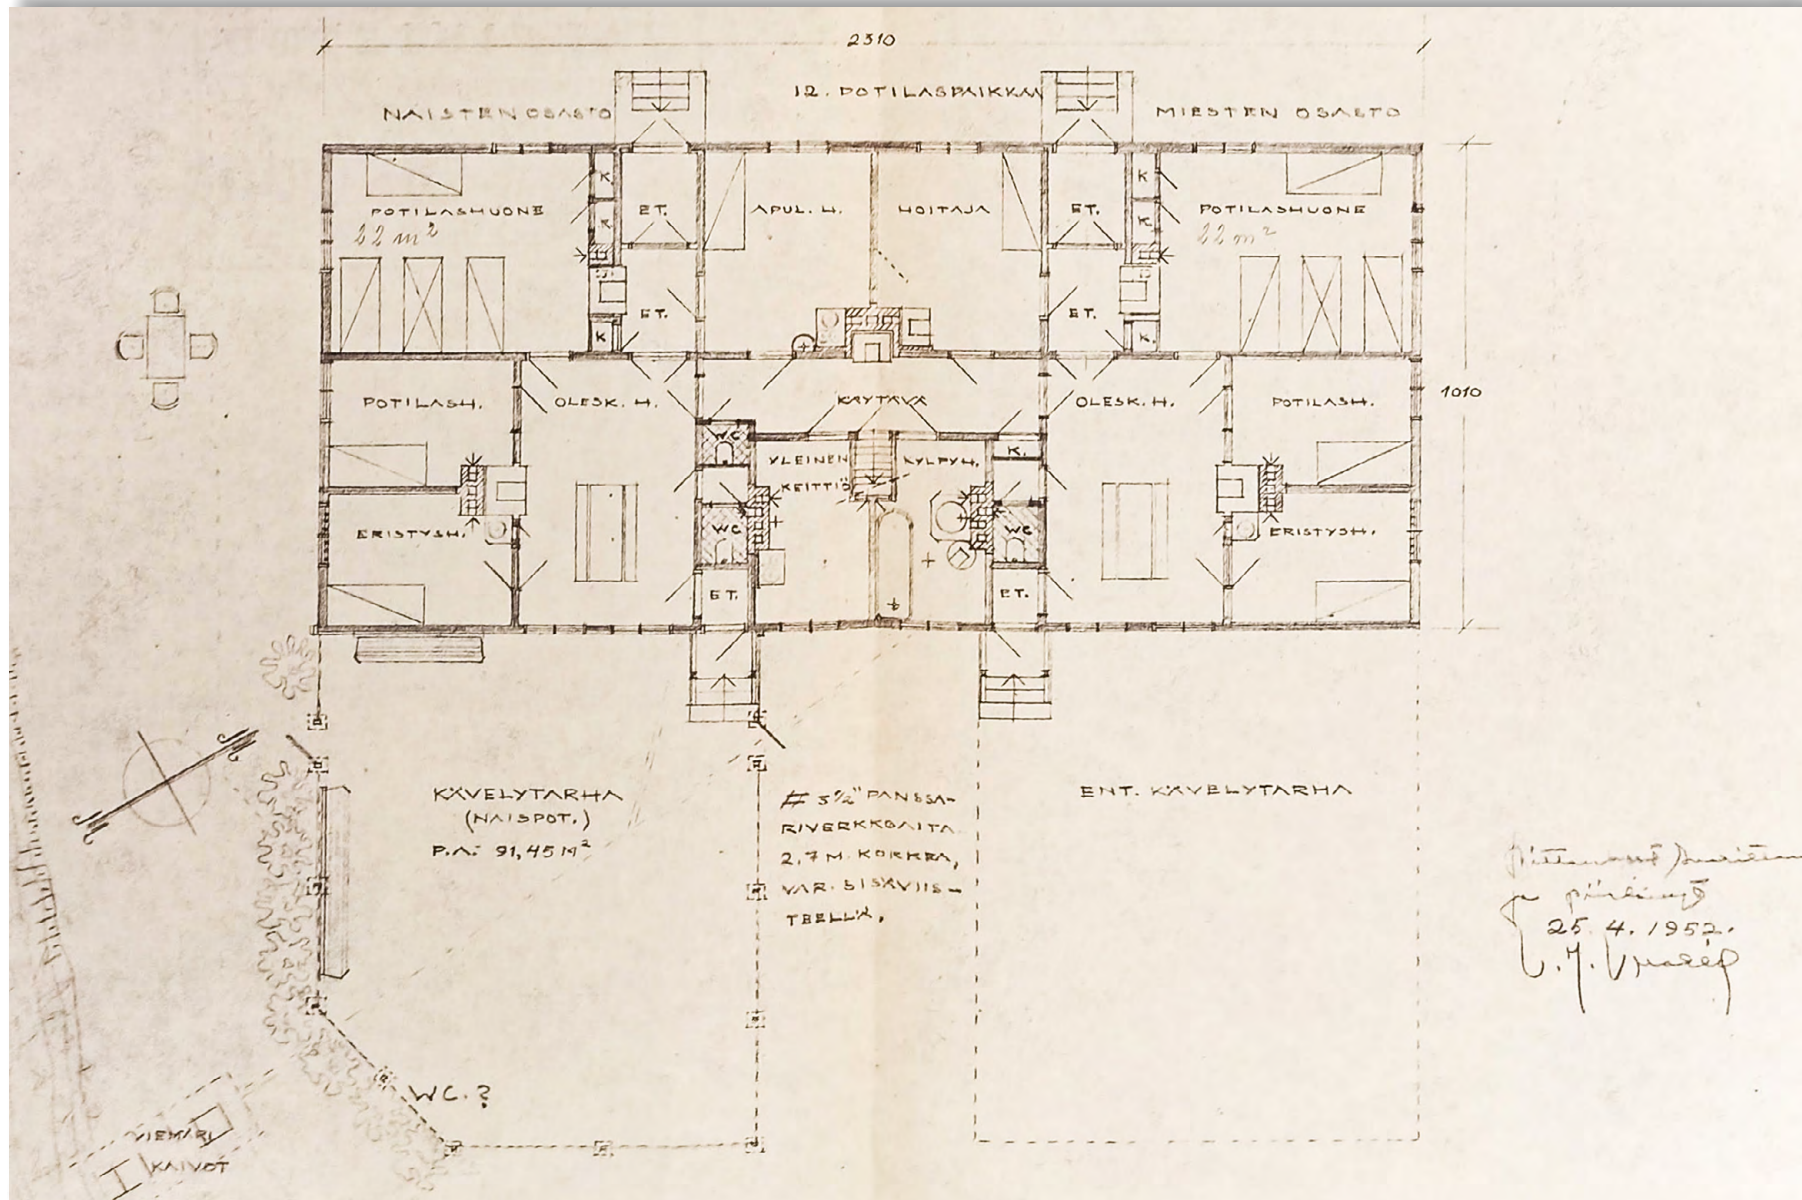 2310
12. POTILASPAIKKAA
NAISTEN OSASTO
MIESTEN OSASTO
K
K
POTILASHUONE
22 m²
K
K
ET.
APUL. H.
HOITAJA
ET.
POTILASHUONE
22 m²
ET.
ET.
K
K.
POTILASH.
OLESK. H.
KÄYTÄVÄ
OLESK. H.
POTILASH.
1010
WC
YLEINEN
KEITTIÖ
KYLPYH.
K.
ERISTYSH.
WC
WC
ERISTYSH.
ET.
ET.
KÄVELYTARHA
(NAISPOT.)
P.A: 91,45 M²
# 5½" PANSSA-
RIVERKKOAITA
2,7 M. KORKEA,
VAR. SISÄVIIS-
TEELLÄ.
ENT. KÄVELYTARHA
25. 4. 1952.
WC. ?
VIEMÄRI
KAIVOT